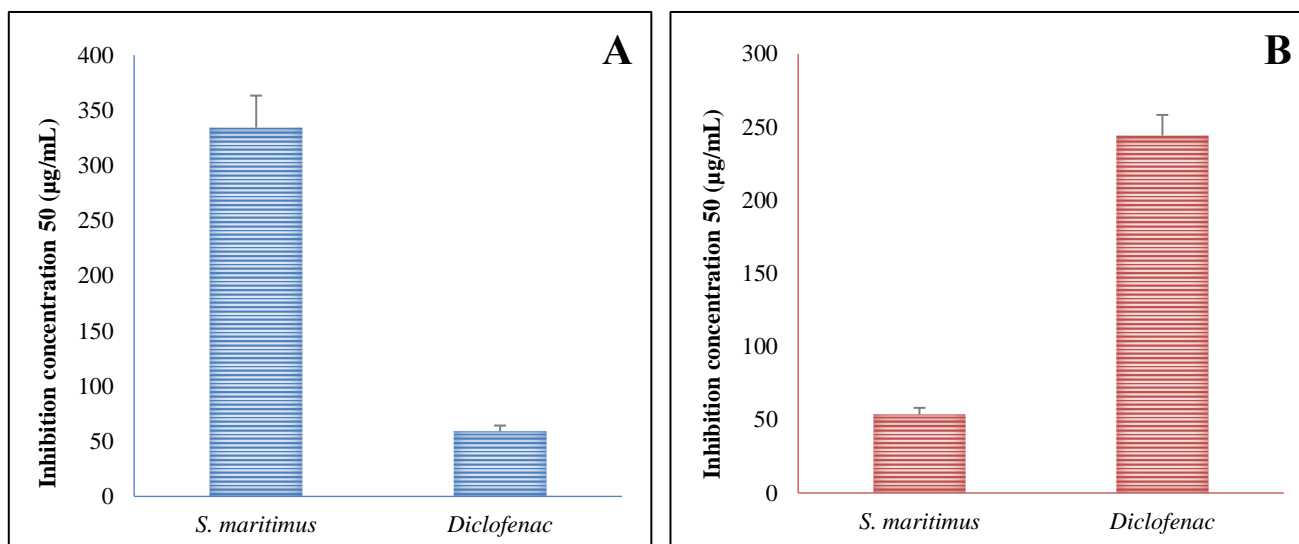 A
Inhibition concentration 50 (µg/mL)
400
350
300
250
200
150
100
50
0
S. maritimus
Diclofenac
B
Inhibition concentration 50 (µg/mL)
300
250
200
150
100
50
0
S. maritimus
Diclofenac